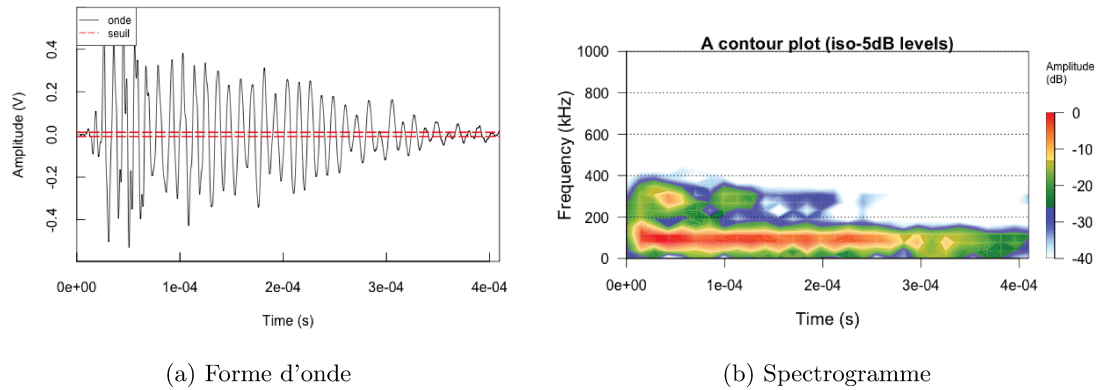 onde
seuil
0.4
0.2
0.0
-0.2
-0.4
Amplitude (V)
0e+00
1e-04
2e-04
3e-04
4e-04
Time (s)
(a) Forme d'onde
A contour plot (iso-5dB levels)
1000
800
600
400
200
0
Frequency (kHz)
0e+00
1e-04
2e-04
3e-04
4e-04
Time (s)
Amplitude
(dB)
0
-10
-20
-30
-40
(b) Spectrogramme